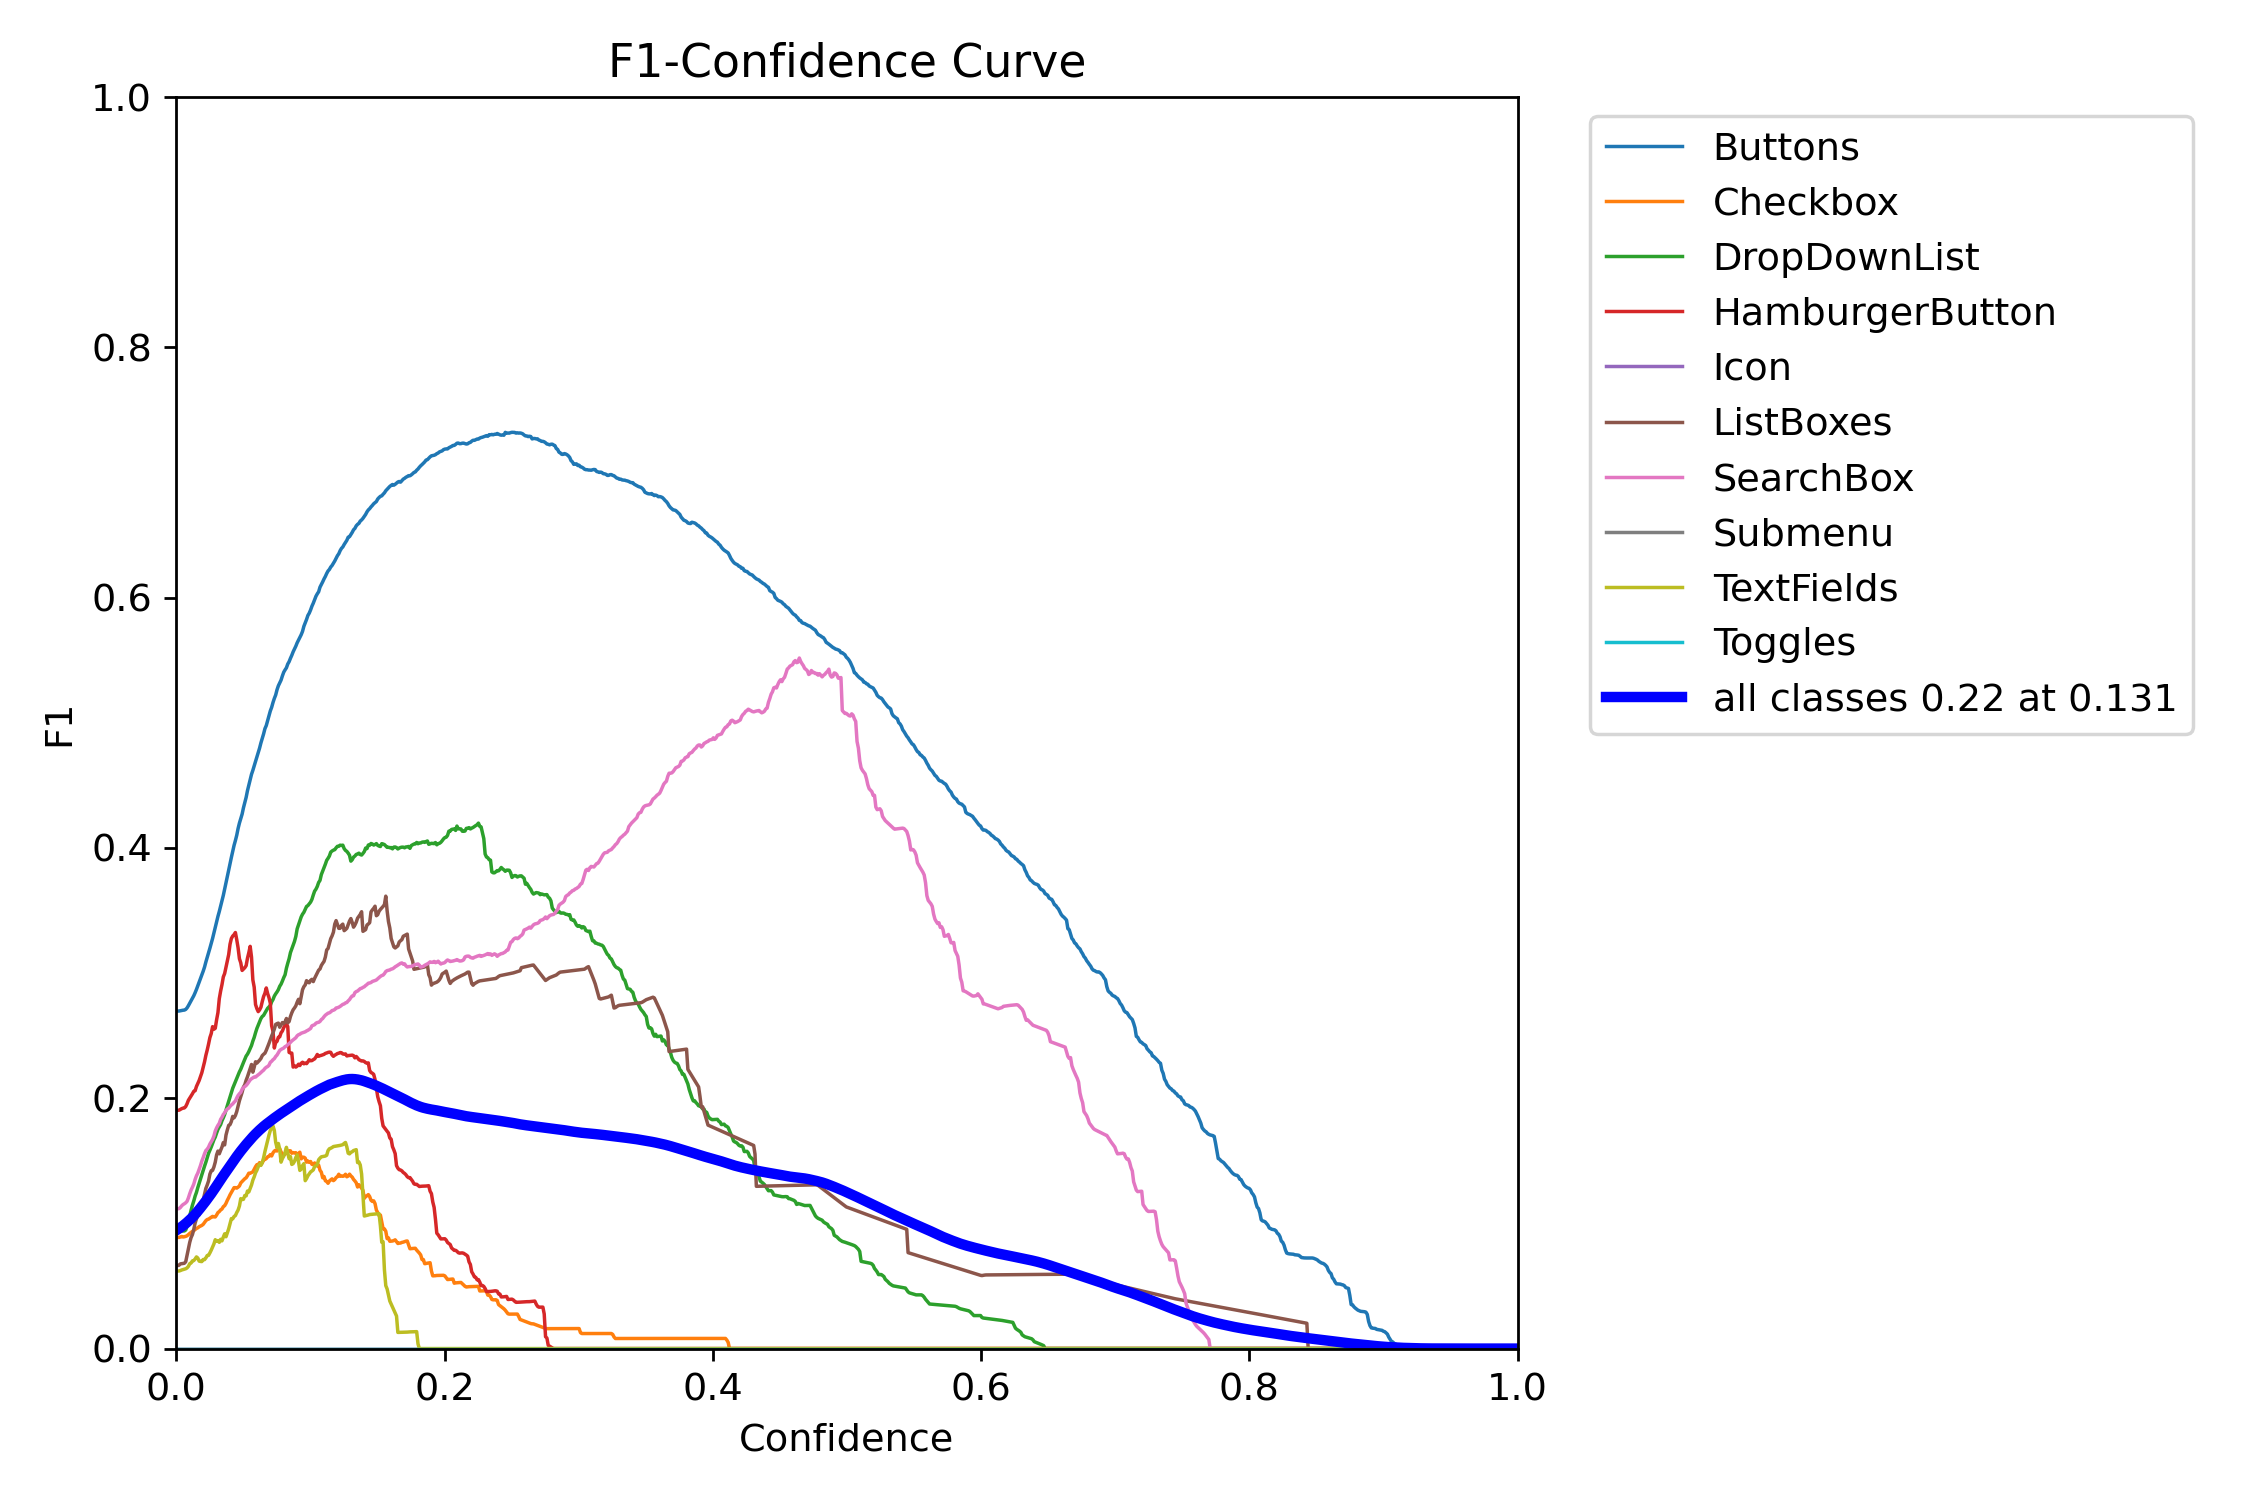 F1-Confidence Curve
1.0
0.8
0.6
0.4
0.2
0.0
F1
0.0 0.2 0.4 0.6 0.8 1.0
Confidence
Buttons
Checkbox
DropDownList
HamburgerButton
Icon
ListBoxes
SearchBox
Submenu
TextFields
Toggles
all classes 0.22 at 0.131